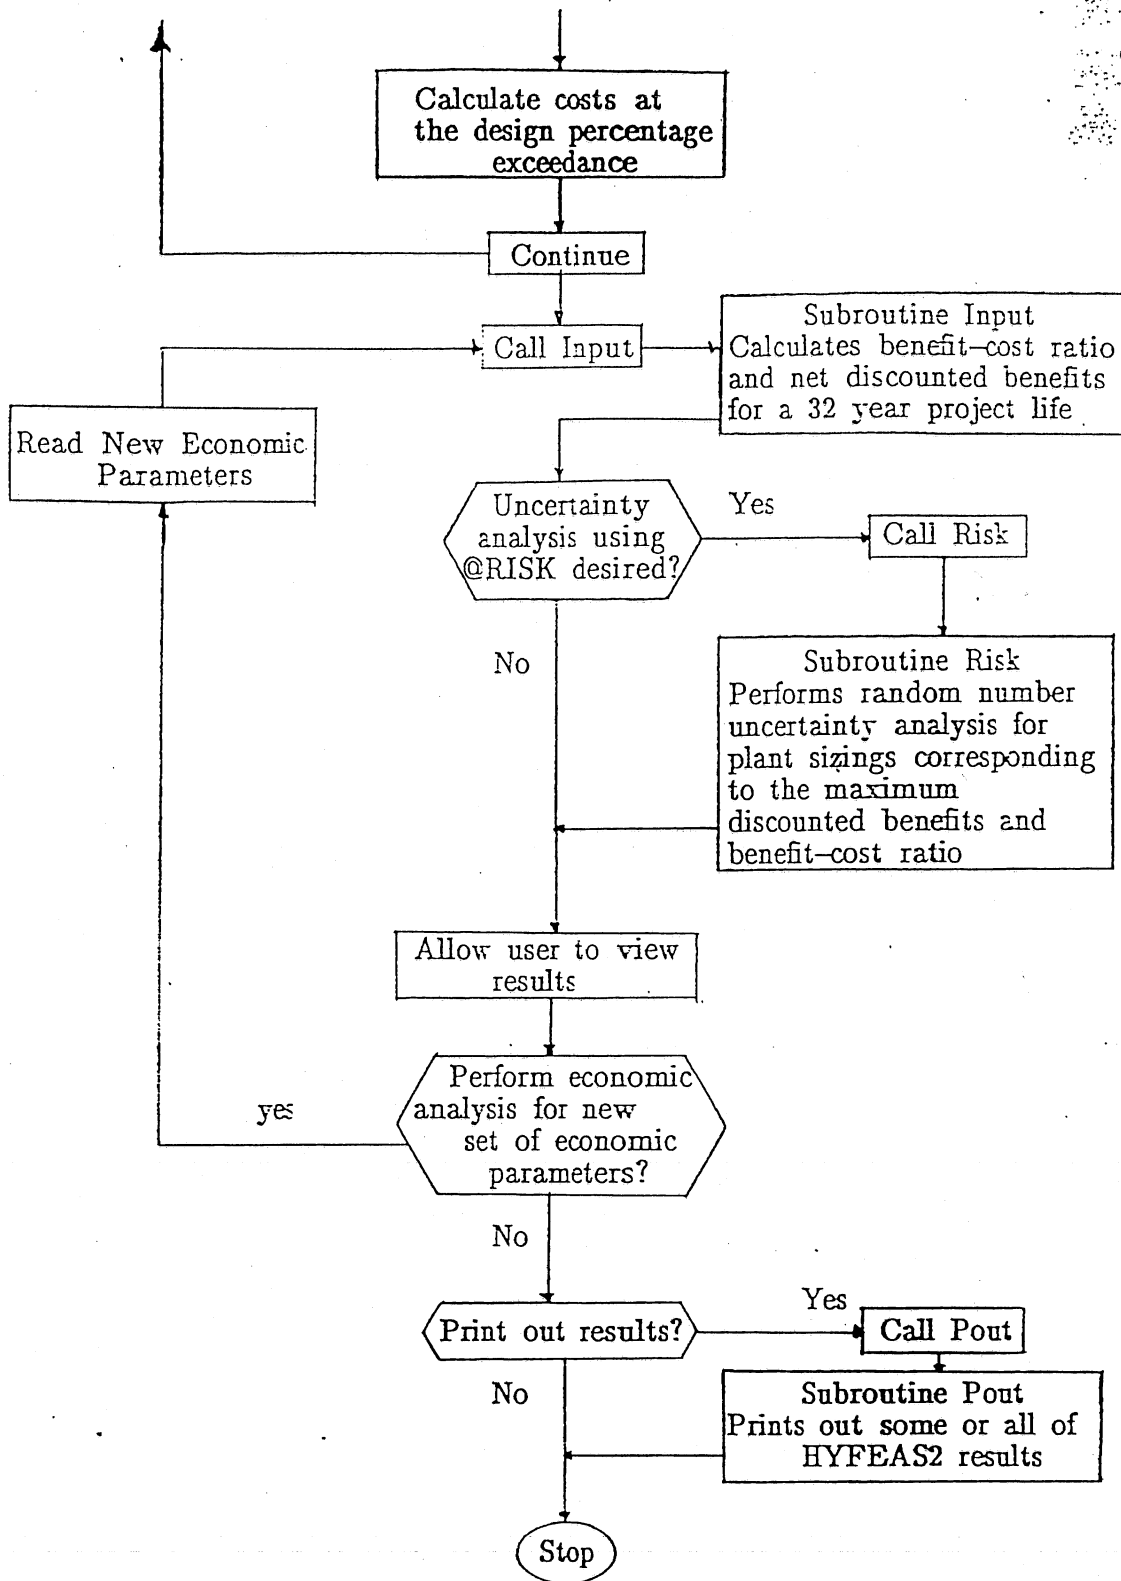 Calculate costs at
the design percentage
exceedance
Continue
Call Input
Subroutine Input
Calculates benefit-cost ratio
and net discounted benefits
for a 32 year project life
Read New Economic
Parameters
Uncertainty
analysis using
@RISK desired?
Yes
Call Risk
No
Subroutine Risk
Performs random number
uncertainty analysis for
plant sizings corresponding
to the maximum
discounted benefits and
benefit-cost ratio
Allow user to view
results
Perform economic
analysis for new
set of economic
parameters?
yes
No
Print out results?
Yes
Call Pout
No
Subroutine Pout
Prints out some or all of
HYFEAS2 results
Stop